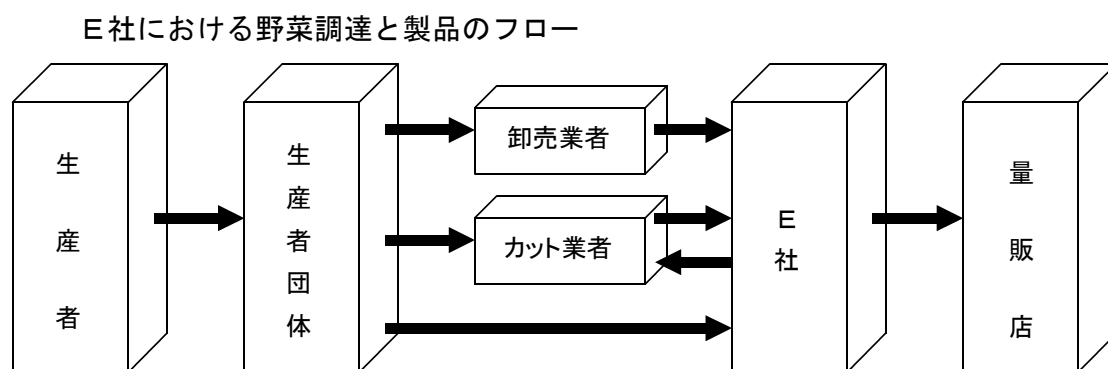 E社における野菜調達と製品のフロー
生産者
生産者団体
卸売業者
カット業者
E社
量販店